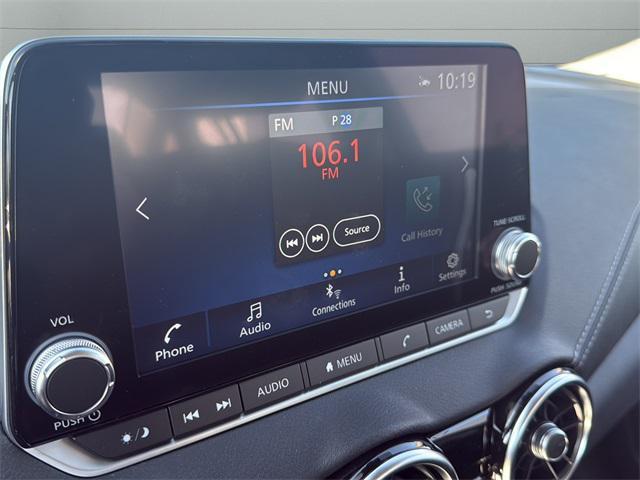 MENU
10:19
FM P 28
106.1
FM
Source
Call History
Phone
Audio
Connections
Info
Settings
VOL
PUSH
TUNE·SCROLL
PUSH SOUND
AUDIO
MENU
CAMERA